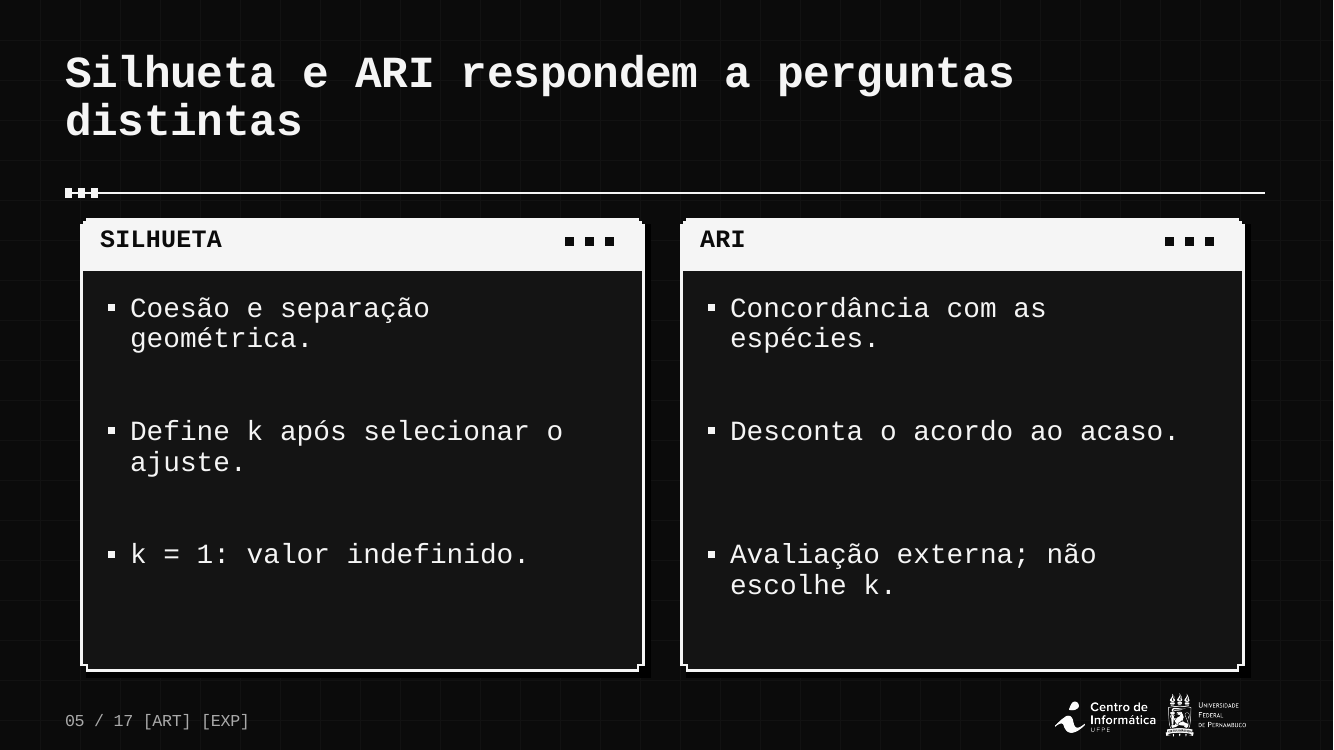 Silhueta e ARI respondem a perguntas
distintas
SILHUETA
Coesão e separação
geométrica.
Define k após selecionar o
ajuste.
k = 1: valor indefinido.
ARI
Concordância com as
espécies.
Desconta o acordo ao acaso.
Avaliação externa; não
escolhe k.
05 / 17 [ART] [EXP]
Centro de
Informática
UFPE
Universidade
Federal
de Pernambuco